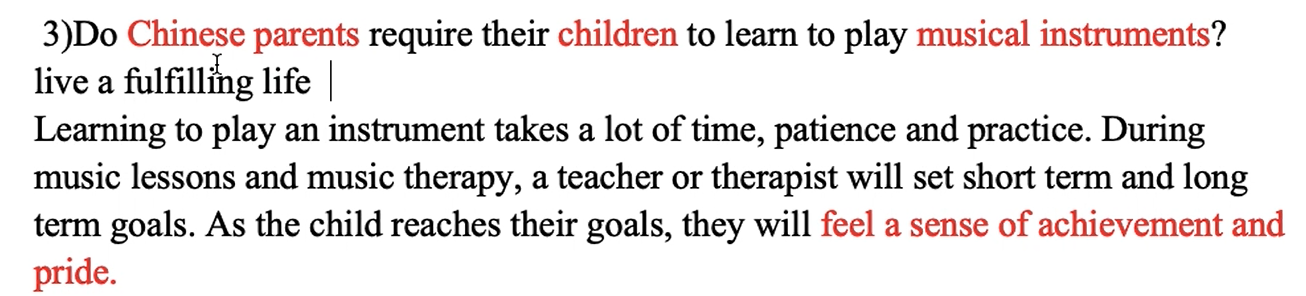 3)Do Chinese parents require their children to learn to play musical instruments?
live a fulfilling life
Learning to play an instrument takes a lot of time, patience and practice. During
music lessons and music therapy, a teacher or therapist will set short term and long
term goals. As the child reaches their goals, they will feel a sense of achievement and
pride.